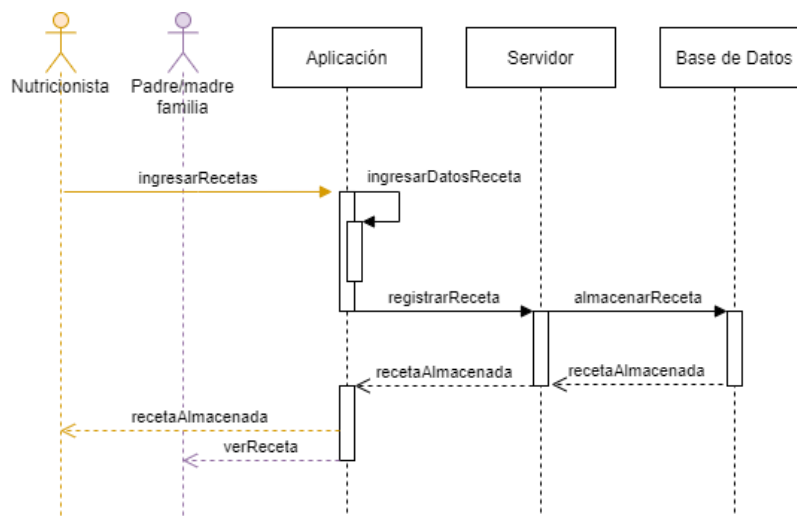 Nutricionista
Padre/madre
familia
Aplicación
Servidor
Base de Datos
ingresarRecetas
ingresarDatosReceta
registrarReceta
almacenarReceta
recetaAlmacenada
recetaAlmacenada
recetaAlmacenada
verReceta